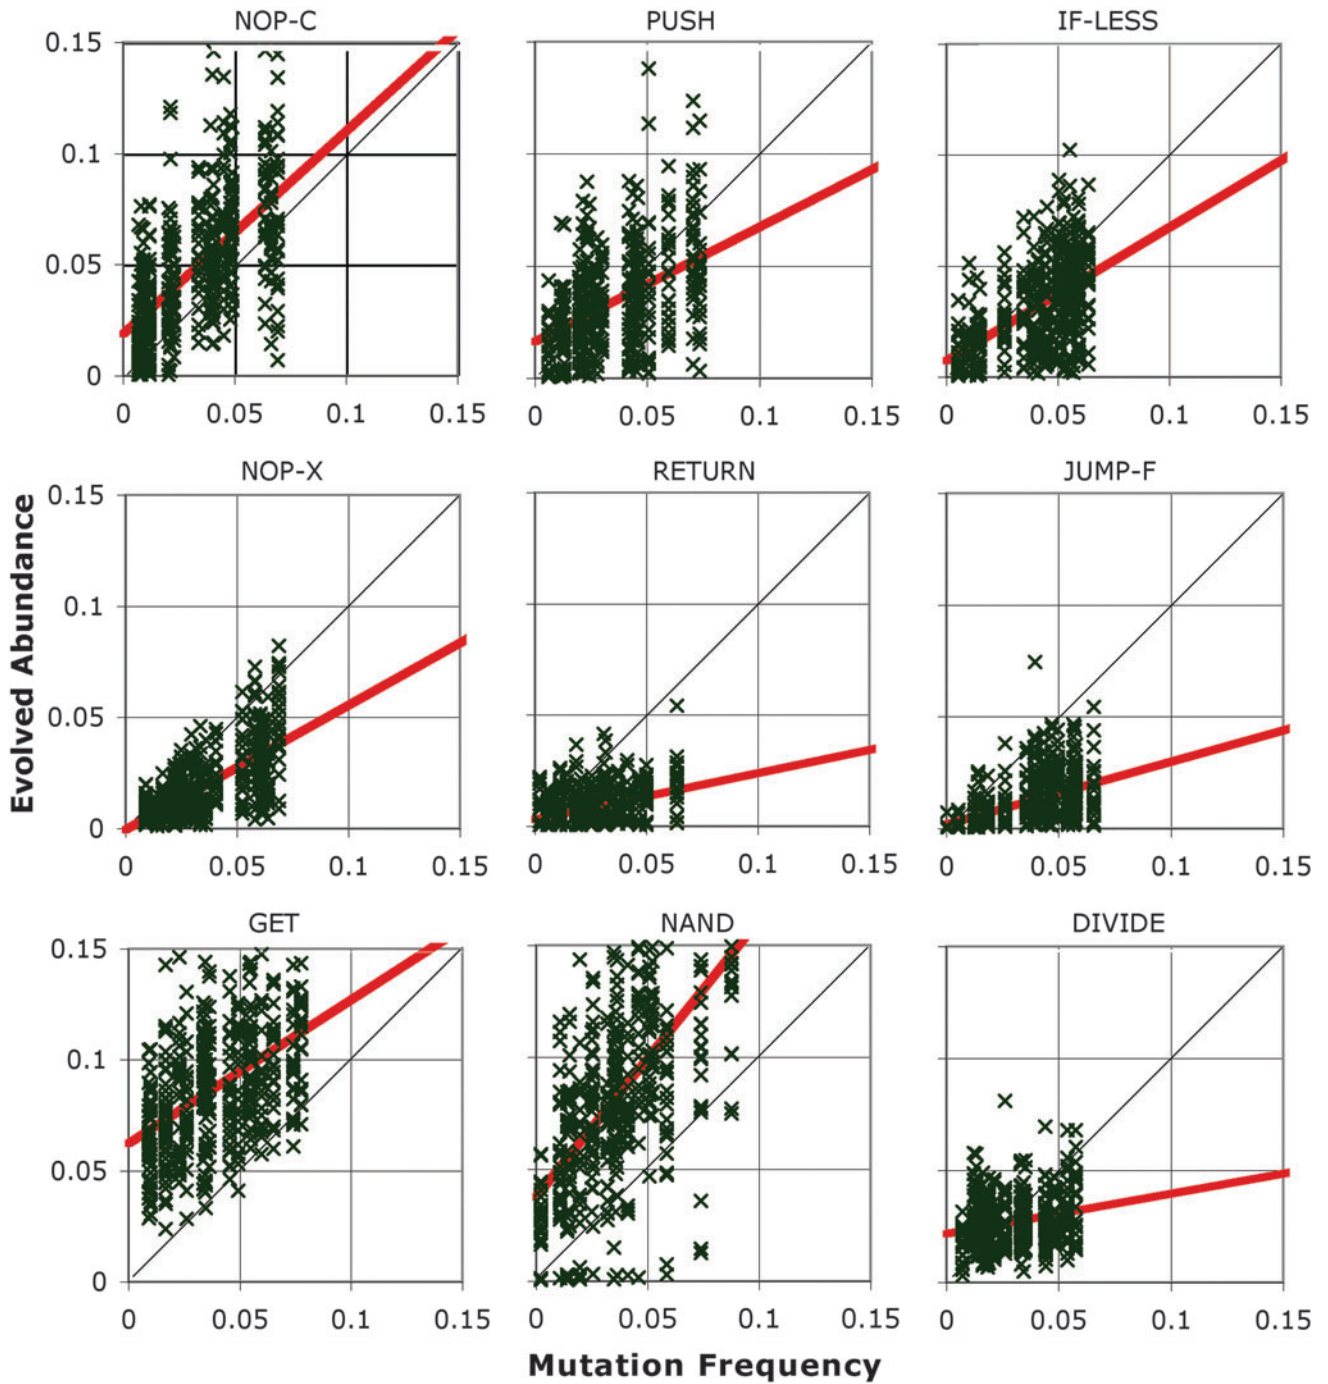 NOP-C PUSH IF-LESS
0.15
0.1
0.05
0
0 0.05 0.1 0.15 0 0.05 0.1 0.15 0 0.05 0.1 0.15
NOP-X RETURN JUMP-F
0.15
0.1
0.05
0
0 0.05 0.1 0.15 0 0.05 0.1 0.15 0 0.05 0.1 0.15
Evolved Abundance
GET NAND DIVIDE
0.15
0.1
0.05
0
0 0.05 0.1 0.15 0 0.05 0.1 0.15 0 0.05 0.1 0.15
Mutation Frequency